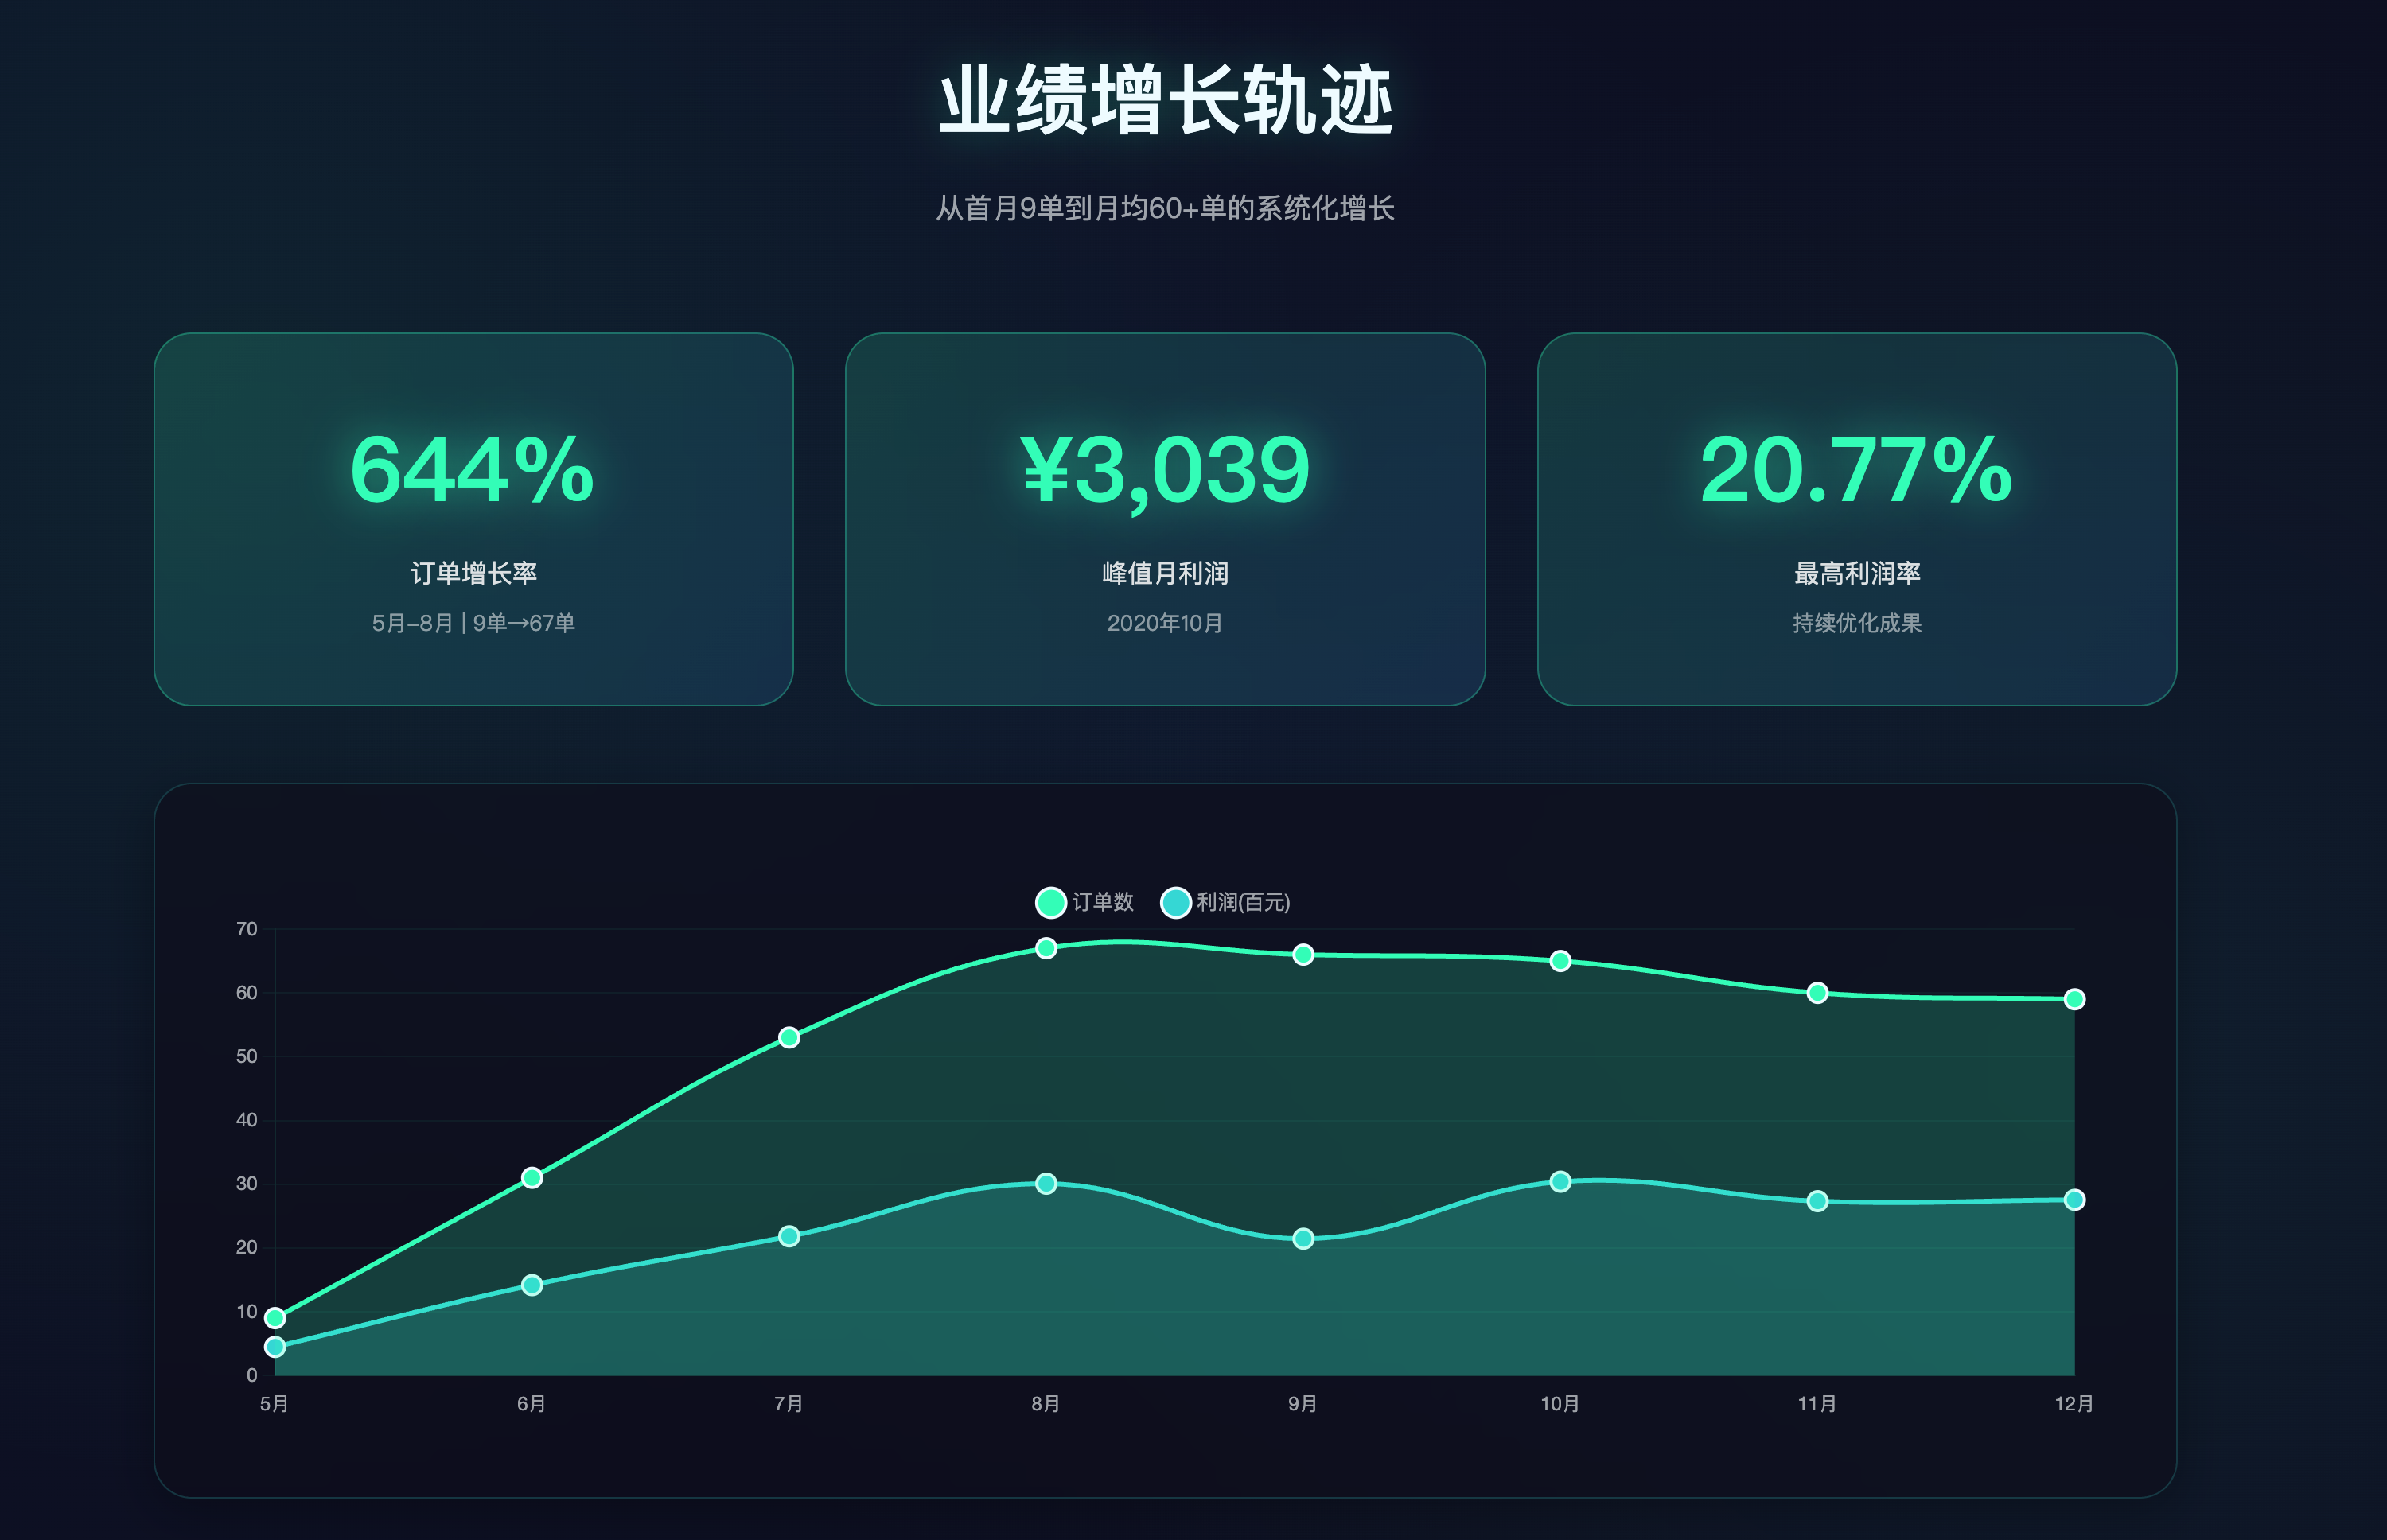 业绩增长轨迹
从首月9单到月均60+单的系统化增长
644%
订单增长率
5月–8月 | 9单→67单
¥3,039
峰值月利润
2020年10月
20.77%
最高利润率
持续优化成果
订单数 利润(百元)
70
60
50
40
30
20
10
0
5月 6月 7月 8月 9月 10月 11月 12月